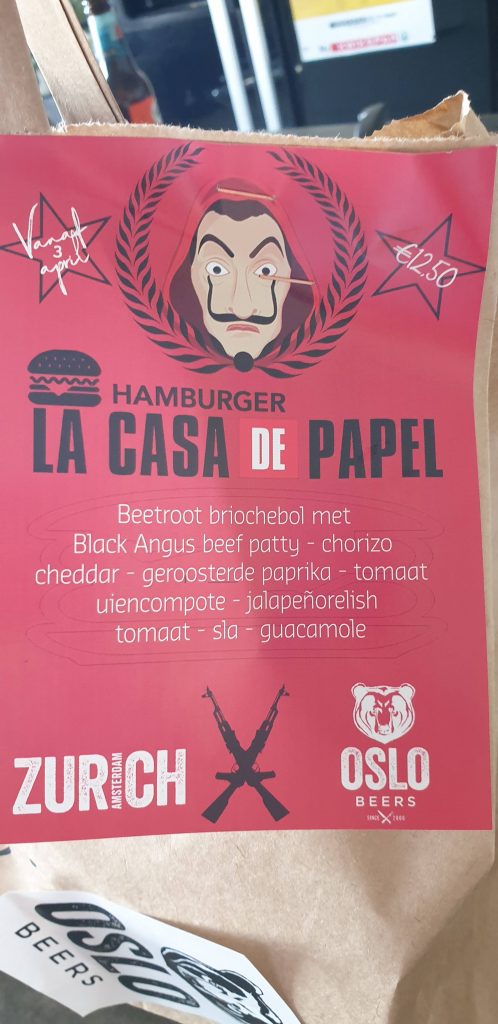 Vanaf
3
april
€12.50
HAMBURGER
LA CASA DE PAPEL
Beetroot briochebol met
Black Angus beef patty - chorizo
cheddar - geroosterde paprika - tomaat
uiencompote - jalapeñorelish
tomaat - sla - guacamole
ZURICH
AMSTERDAM
OSLO
BEERS
SINCE 2006
OSLO
BEERS